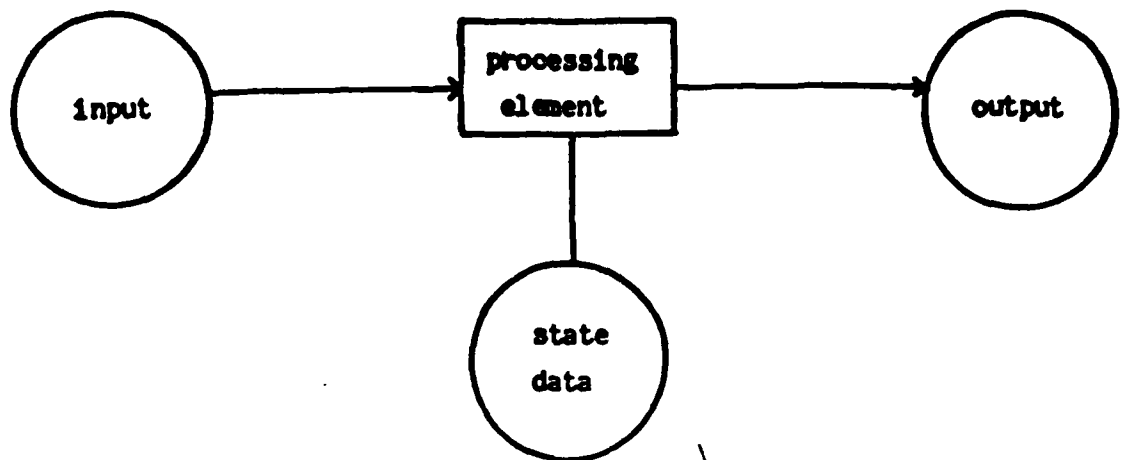 input
processing
element
output
state
data